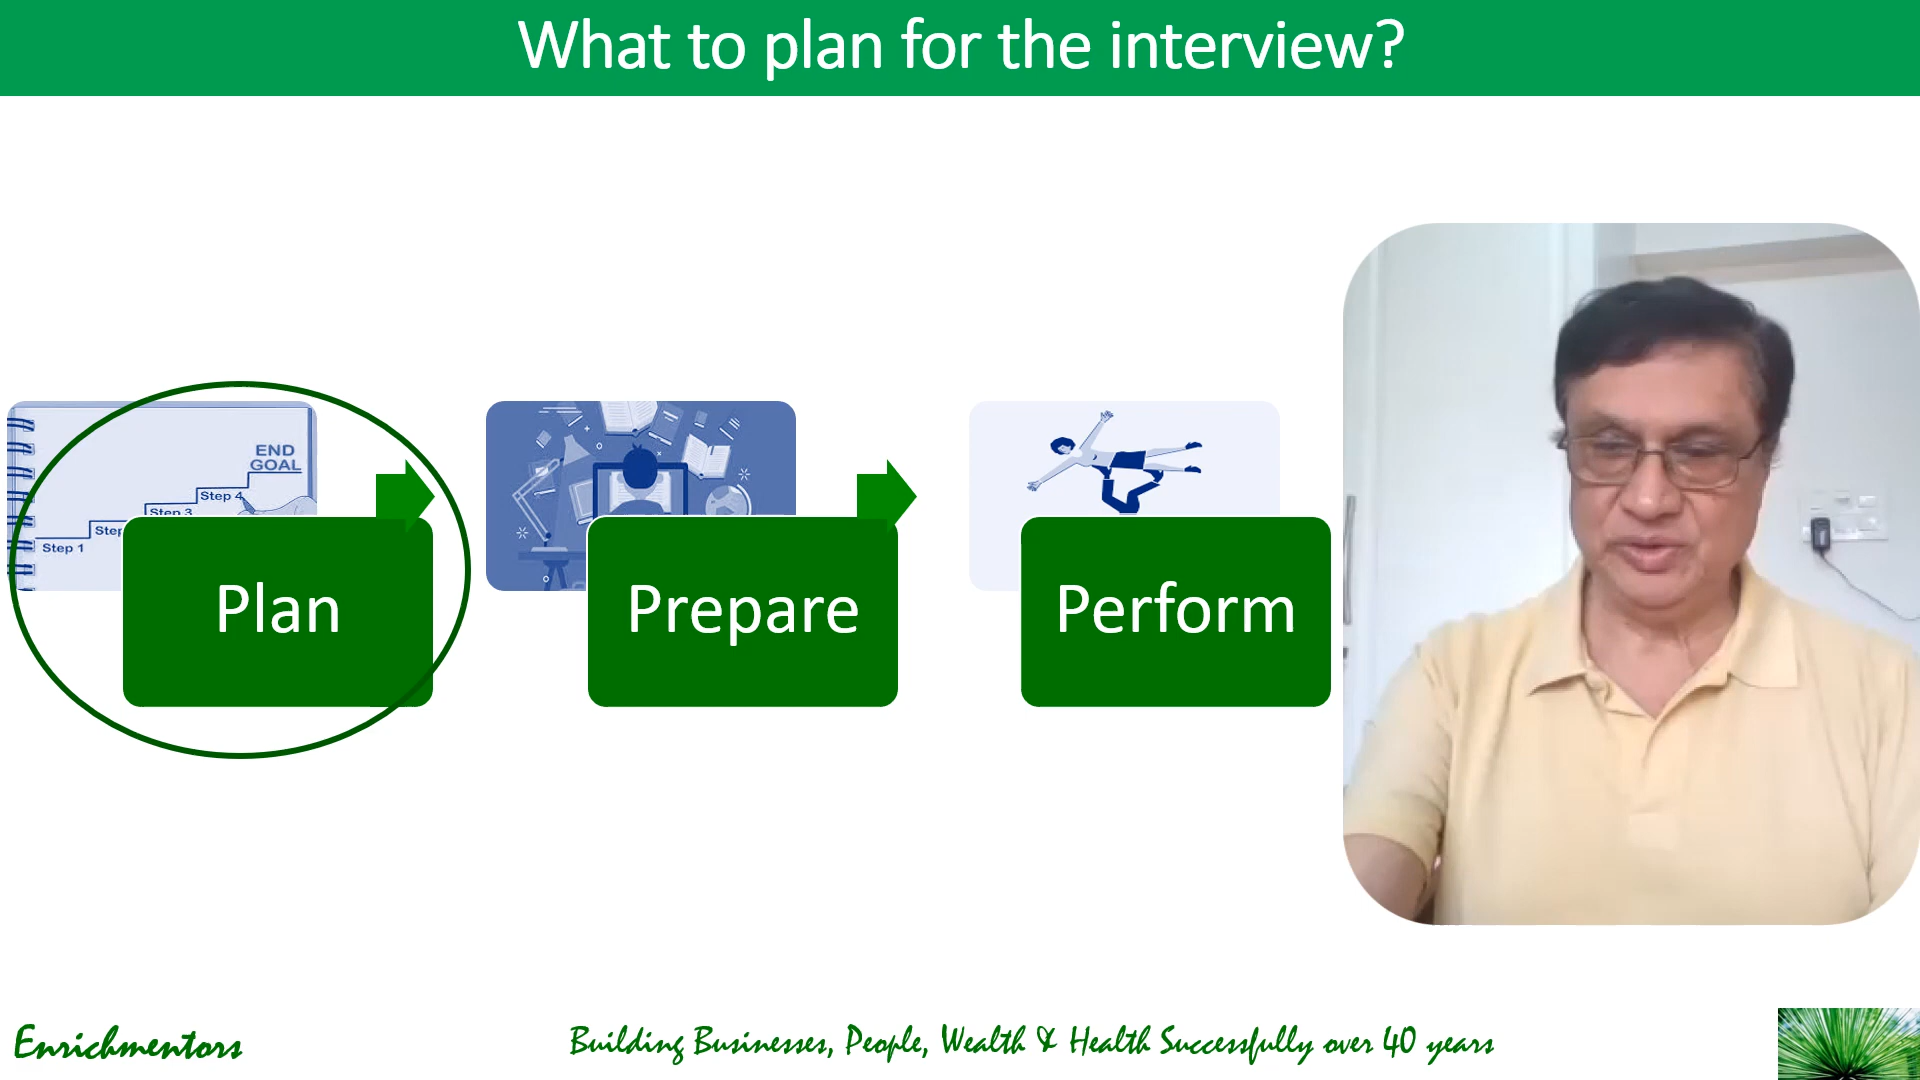 What to plan for the interview?
END
GOAL
Step 4
Step 3
Step
Step 1
Plan
Prepare
Perform
Enrichmentors
Building Businesses, People, Wealth & Health Successfully over 40 years